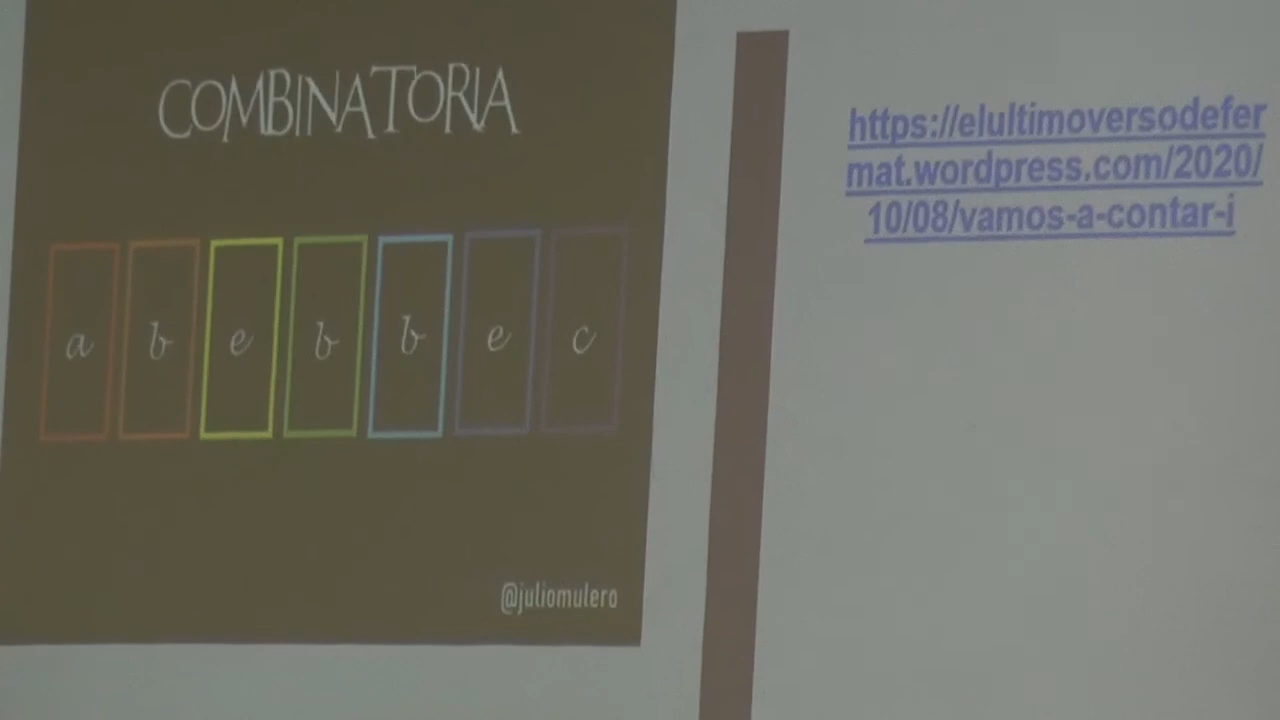 COMBINATORIA
a b e b b e c
@juliomulero
https://elultimoversodefer
mat.wordpress.com/2020/
10/08/vamos-a-contar-i